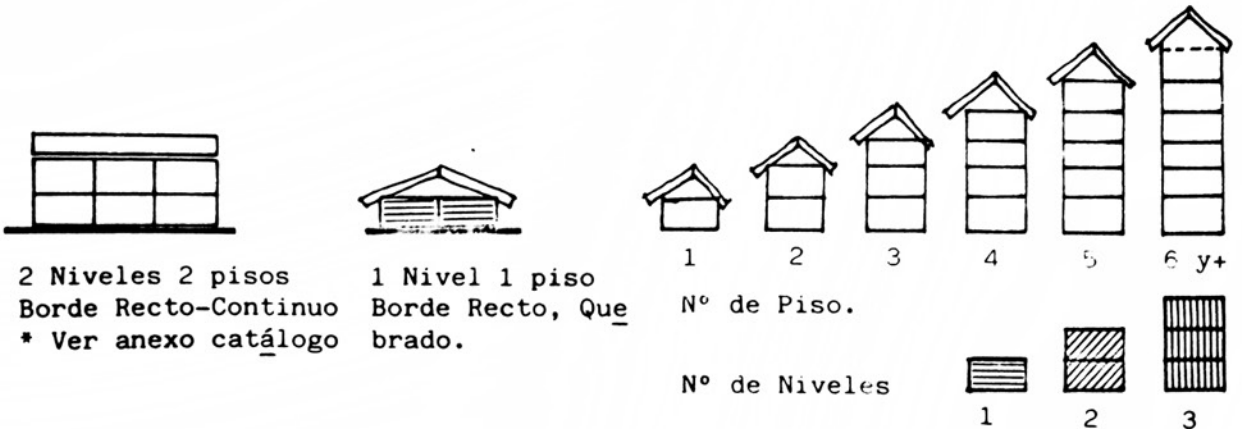 2 Niveles 2 pisos
Borde Recto-Continuo
* Ver anexo catálogo
1 Nivel 1 piso
Borde Recto, Que
brado.
1 2 3 4 5 6 y+
Nº de Piso.
Nº de Niveles
1 2 3